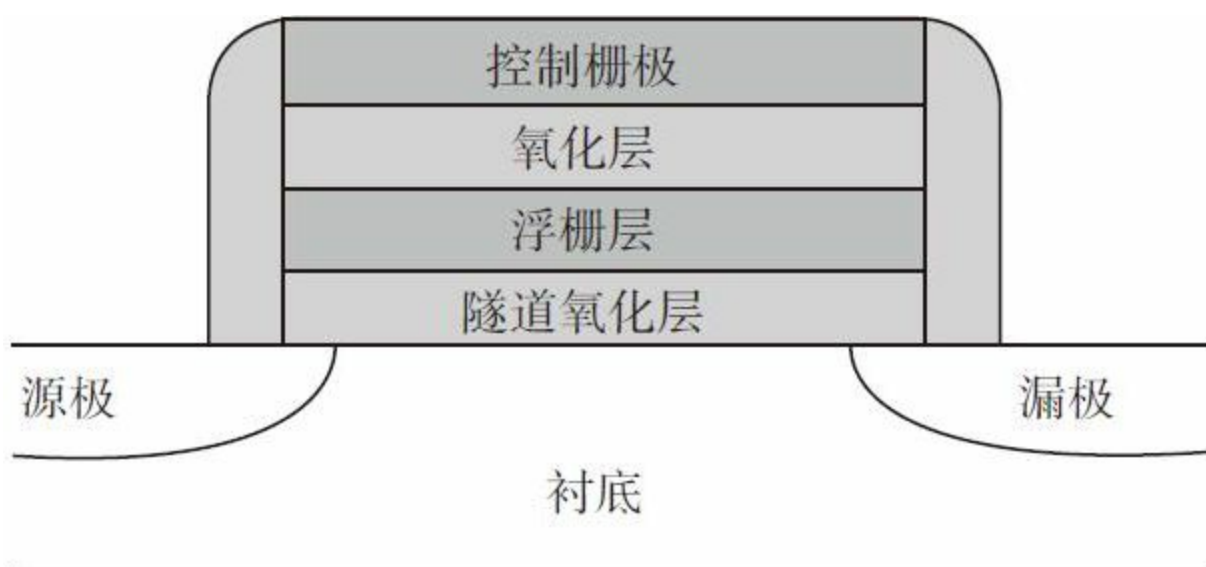 控制栅极
氧化层
浮栅层
隧道氧化层
源极
漏极
衬底